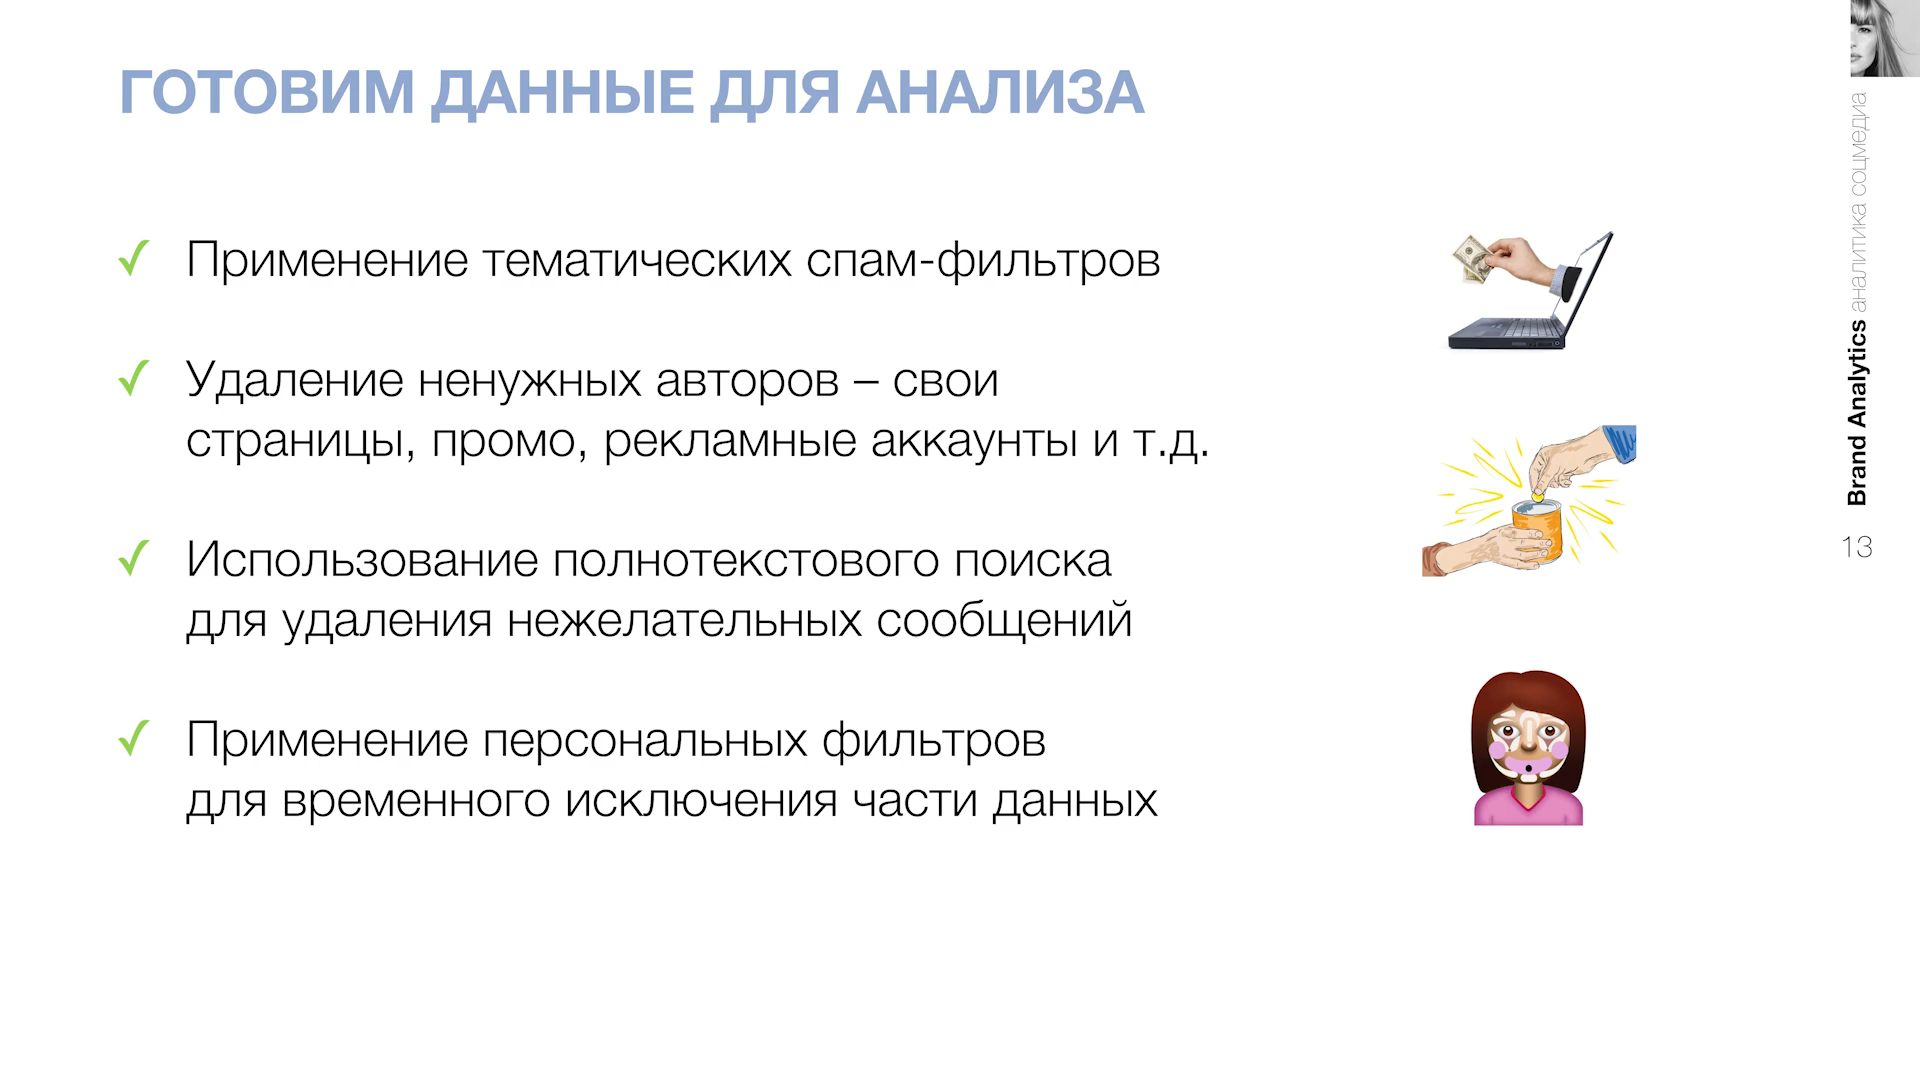 ГОТОВИМ ДАННЫЕ ДЛЯ АНАЛИЗА
✓ Применение тематических спам-фильтров
✓ Удаление ненужных авторов – свои
страницы, промо, рекламные аккаунты и т.д.
✓ Использование полнотекстового поиска
для удаления нежелательных сообщений
✓ Применение персональных фильтров
для временного исключения части данных
Brand Analytics аналитика соцмедиа
13